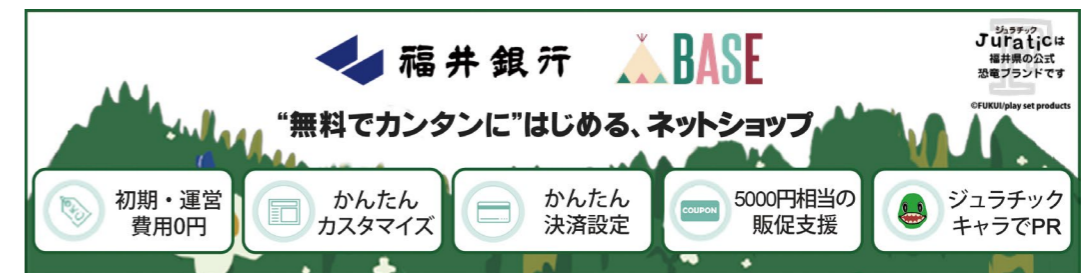 福井銀行 BASE
ジュラチック
Juraticは
福井県の公式
恐竜ブランドです
©FUKUI/play set products
“無料でカンタンに”はじめる、ネットショップ
初期・運営
費用0円
かんたん
カスタマイズ
かんたん
決済設定
COUPON
5000円相当の
販促支援
ジュラチック
キャラでPR